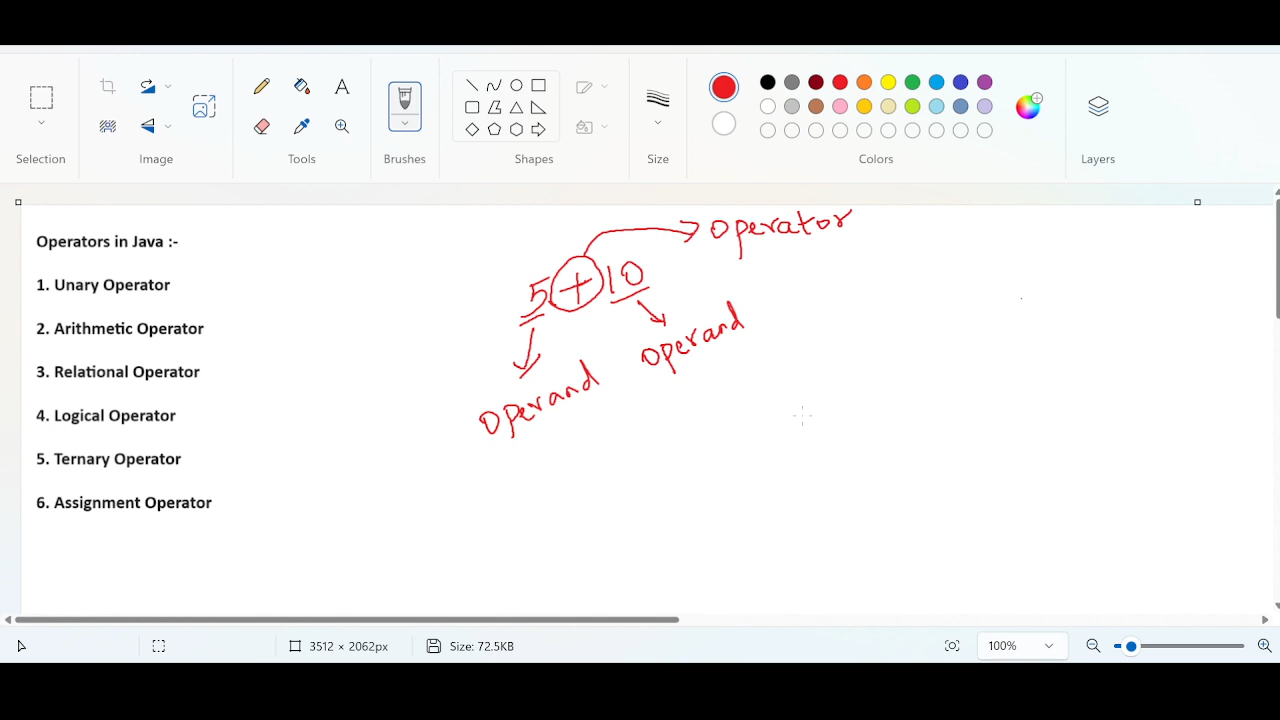 Selection
Image
Tools
Brushes
Shapes
Size
Colors
Layers
Operators in Java :-
1. Unary Operator
2. Arithmetic Operator
3. Relational Operator
4. Logical Operator
5. Ternary Operator
6. Assignment Operator
operator
5 + 10
operand
operand
3512 × 2062px
Size: 72.5KB
100%